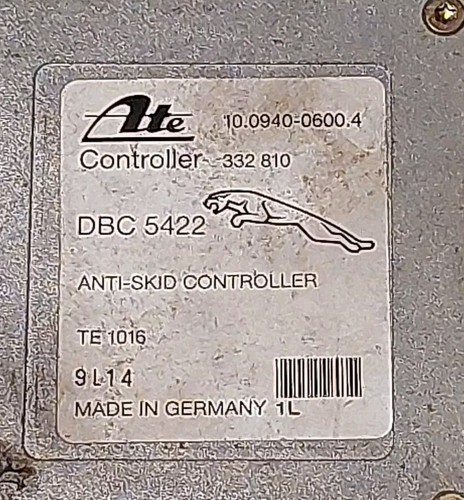 Ate 10.0940-0600.4
Controller 332 810
DBC 5422
ANTI-SKID CONTROLLER
TE 1016
9L14
MADE IN GERMANY 1L